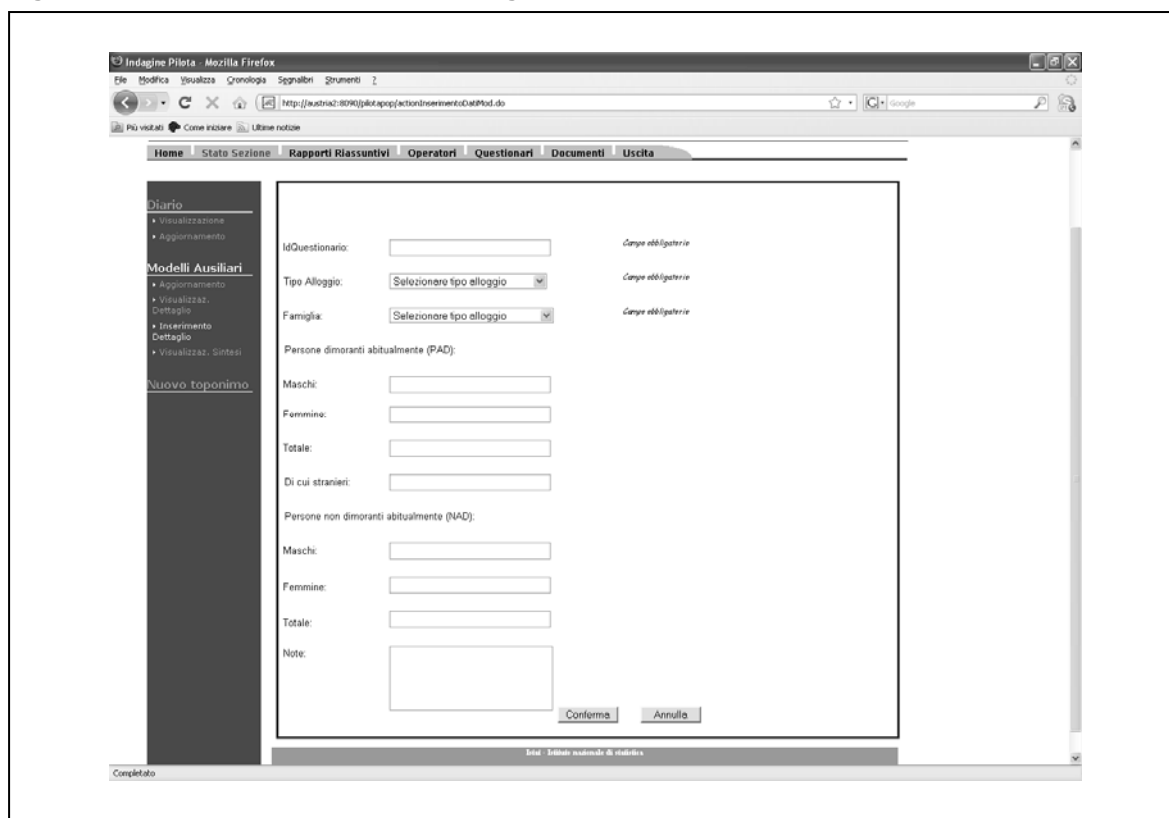 Indagine Pilota - Mozilla Firefox
File Modifica Visualizza Cronologia Segnalibri Strumenti ?
http://austria2:8090/pilotapop/actionInserimentoDatiMod.do
Google
Più visitati Come iniziare Ultime notizie
Home Stato Sezione Rapporti Riassuntivi Operatori Questionari Documenti Uscita
Diario
Visualizzazione
Aggiornamento
Modelli Ausiliari
Aggiornamento
Visualizzaz.
Dettaglio
Inserimento
Dettaglio
Visualizzaz. Sintesi
Nuovo toponimo
IdQuestionario: Campo obbligatorio
Tipo Alloggio: Selezionare tipo alloggio Campo obbligatorio
Famiglia: Selezionare tipo alloggio Campo obbligatorio
Persone dimoranti abitualmente (PAD):
Maschi:
Femmine:
Totale:
Di cui stranieri:
Persone non dimoranti abitualmente (NAD):
Maschi:
Femmine:
Totale:
Note:
Conferma Annulla
Istat - Istituto nazionale di statistica
Completato